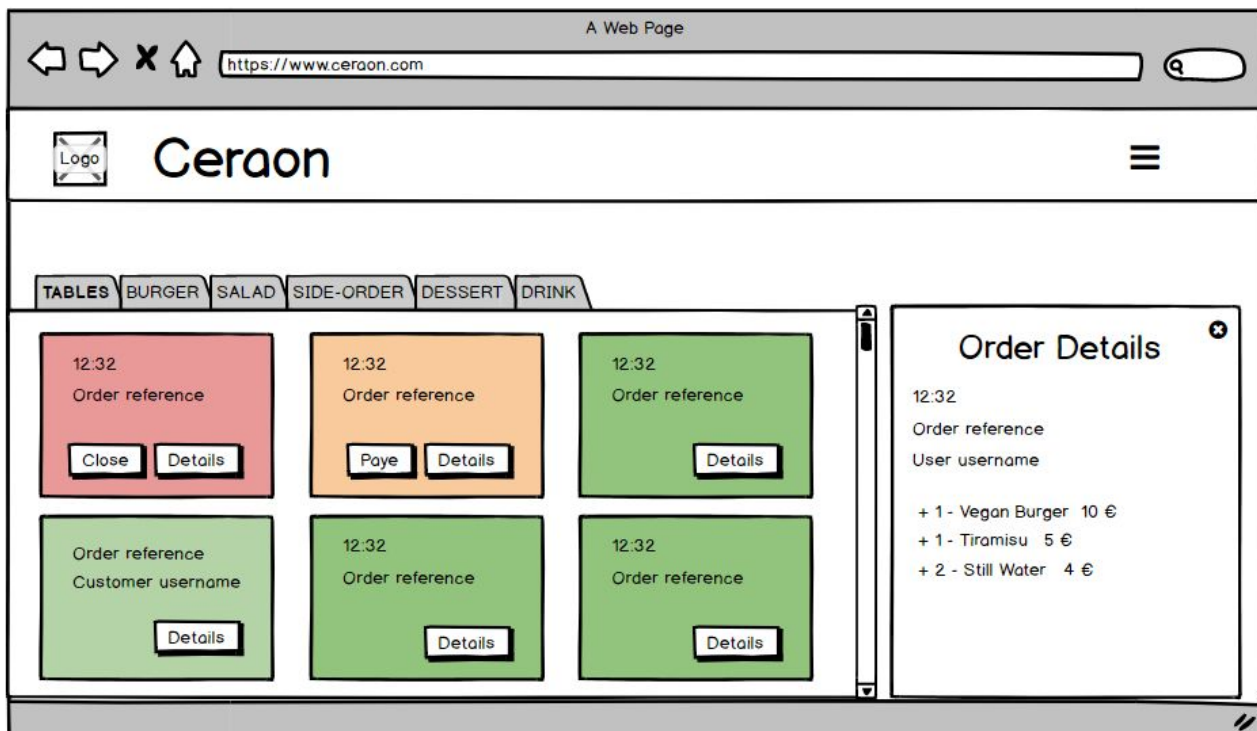 A Web Page
https://www.ceraon.com
Logo
Ceraon
TABLES BURGER SALAD SIDE-ORDER DESSERT DRINK
12:32
Order reference
Close Details
12:32
Order reference
Paye Details
12:32
Order reference
Details
Order reference
Customer username
Details
12:32
Order reference
Details
12:32
Order reference
Details
Order Details
12:32
Order reference
User username
+ 1 - Vegan Burger 10 €
+ 1 - Tiramisu 5 €
+ 2 - Still Water 4 €